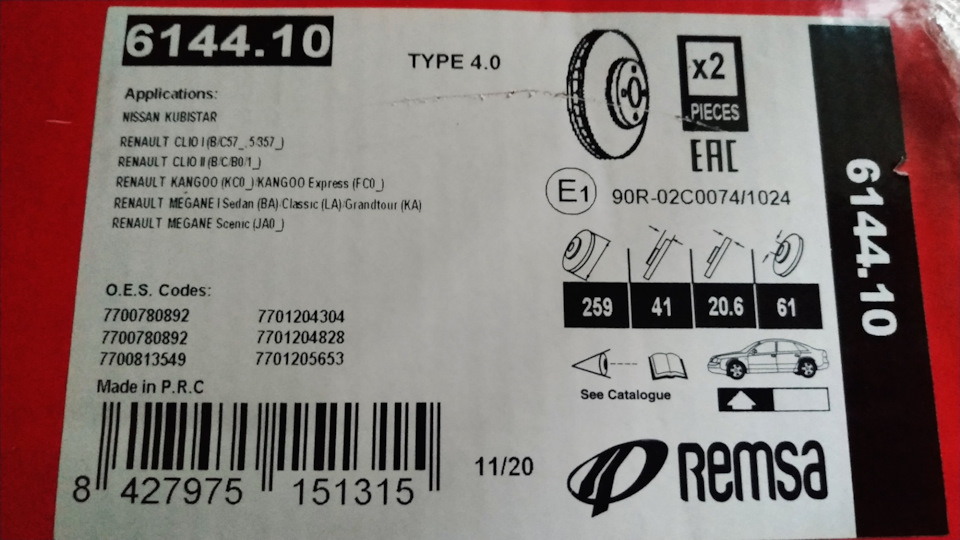 6144.10
TYPE 4.0
Applications:
NISSAN KUBISTAR
RENAULT CLIO I (B/C57_, 5/357_)
RENAULT CLIO II (B/C/B0/1_)
RENAULT KANGOO (KC0_)/KANGOO Express (FC0_)
RENAULT MEGANE I Sedan (BA)/Classic (LA)/Grandtour (KA)
RENAULT MEGANE Scenic (JA0_)
O.E.S. Codes:
7700780892 7701204304
7700780892 7701204828
7700813549 7701205653
Made in P.R.C
8 427975 151315
11/20
x2
PIECES
EAC
E1 90R-02C0074/1024
259 41 20.6 61
See Catalogue
REMSA
6144.10